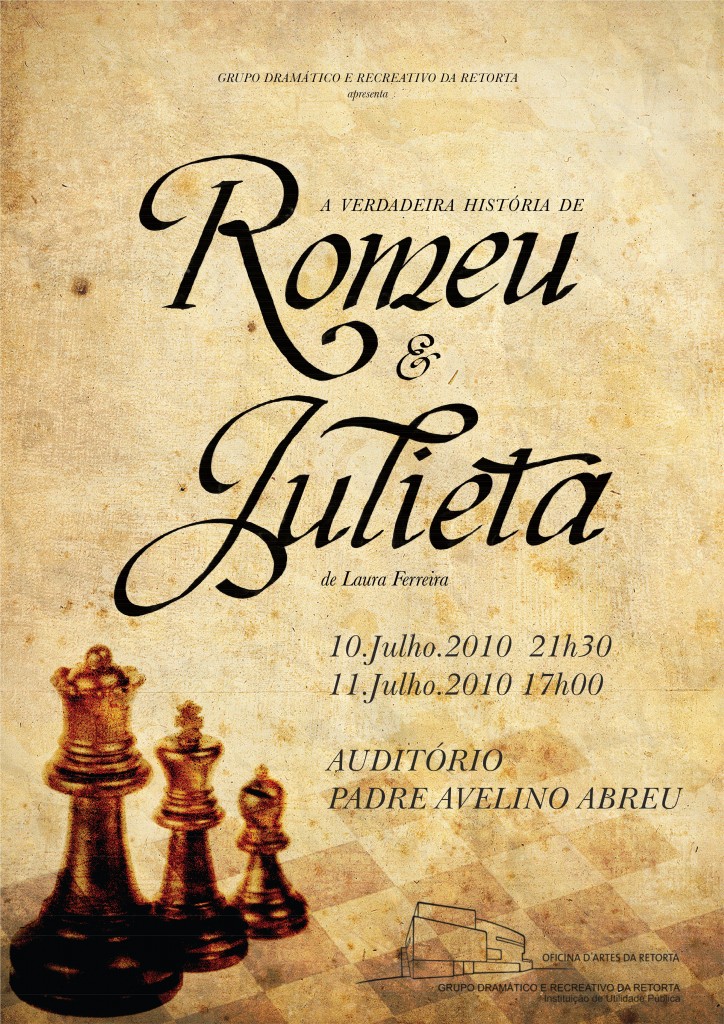 GRUPO DRAMÁTICO E RECREATIVO DA RETORTA
apresenta
A VERDADEIRA HISTÓRIA DE
Romeu
&
Julieta
de Laura Ferreira
10.Julho.2010 21h30
11.Julho.2010 17h00
AUDITÓRIO
PADRE AVELINO ABREU
OFICINA D'ARTES DA RETORTA
GRUPO DRAMÁTICO E RECREATIVO DA RETORTA
Instituição de Utilidade Pública